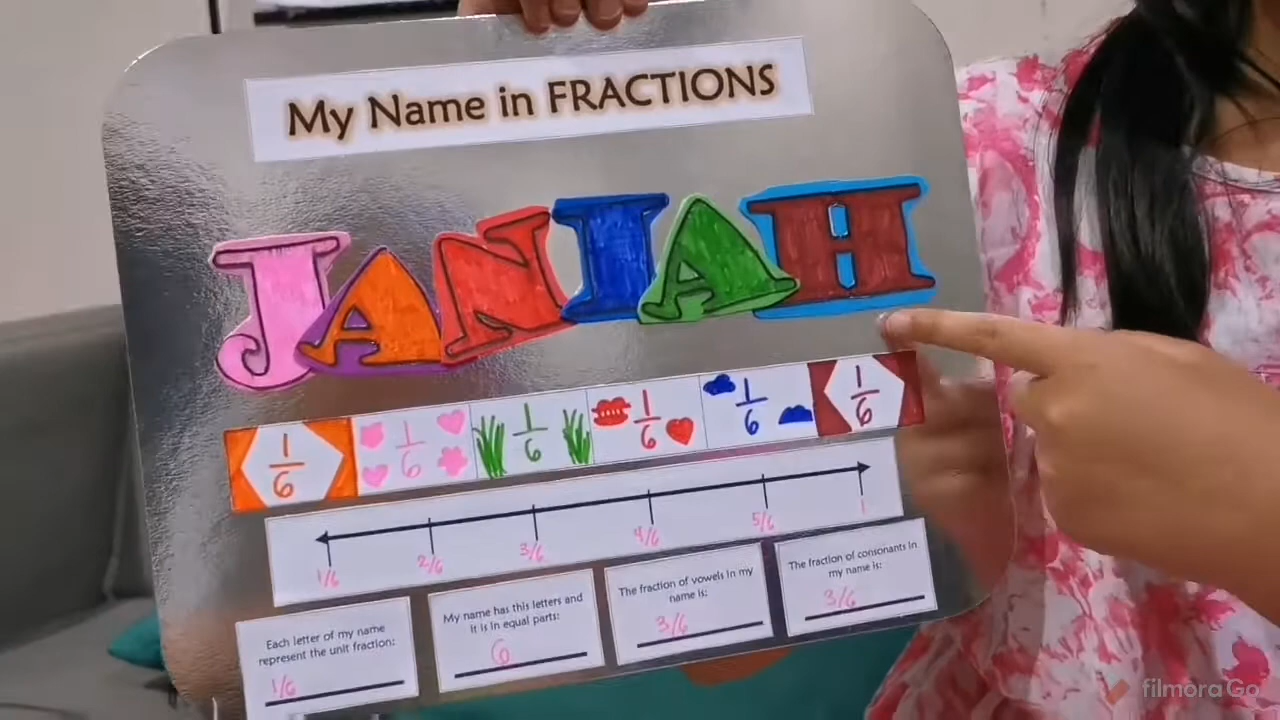 My Name in FRACTIONS
JANIAH
1/6 1/6 1/6 1/6 1/6 1/6
1/6 2/6 3/6 4/6 5/6 1
Each letter of my name
represent the unit fraction:
1/6
My name has this letters and
it is in equal parts:
6
The fraction of vowels in my
name is:
3/6
The fraction of consonants in
my name is:
3/6
filmora Go